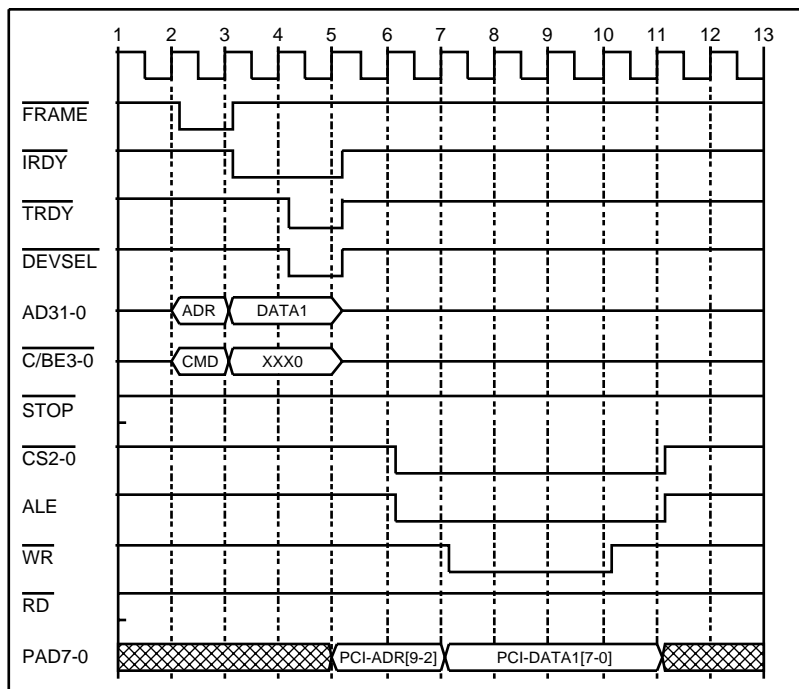 1 2 3 4 5 6 7 8 9 10 11 12 13
FRAME
IRDY
TRDY
DEVSEL
AD31-0 ADR DATA1
C/BE3-0 CMD XXX0
STOP
CS2-0
ALE
WR
RD
PAD7-0 PCI-ADR[9-2] PCI-DATA1[7-0]